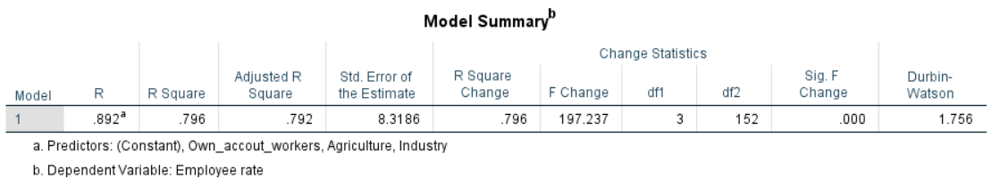 Model Summaryb
Change Statistics
Model R R Square Adjusted R Square Std. Error of the Estimate R Square Change F Change df1 df2 Sig. F Change Durbin-Watson
1 .892a .796 .792 8.3186 .796 197.237 3 152 .000 1.756
a. Predictors: (Constant), Own_accout_workers, Agriculture, Industry
b. Dependent Variable: Employee rate